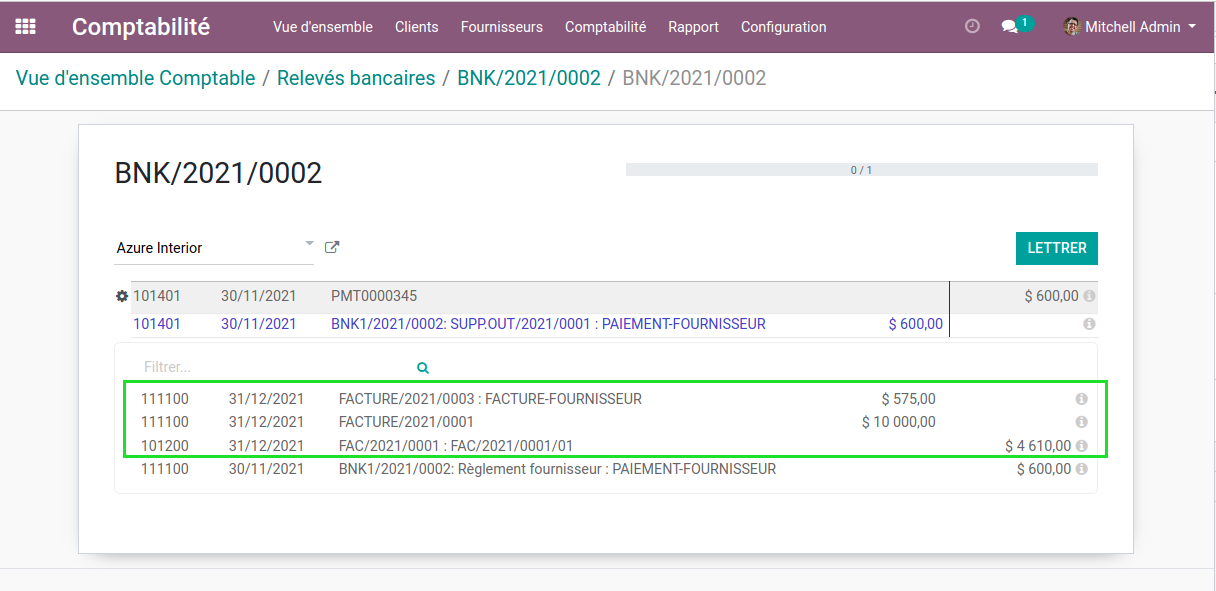 Comptabilité Vue d'ensemble Clients Fournisseurs Comptabilité Rapport Configuration 1 Mitchell Admin
Vue d'ensemble Comptable / Relevés bancaires / BNK/2021/0002 / BNK/2021/0002
BNK/2021/0002 0 / 1
Azure Interior LETTRER
101401 30/11/2021 PMT0000345 $ 600,00
101401 30/11/2021 BNK1/2021/0002: SUPP.OUT/2021/0001 : PAIEMENT-FOURNISSEUR $ 600,00
Filtrer...
111100 31/12/2021 FACTURE/2021/0003 : FACTURE-FOURNISSEUR $ 575,00
111100 31/12/2021 FACTURE/2021/0001 $ 10 000,00
101200 31/12/2021 FAC/2021/0001 : FAC/2021/0001/01 $ 4 610,00
111100 30/11/2021 BNK1/2021/0002: Règlement fournisseur : PAIEMENT-FOURNISSEUR $ 600,00